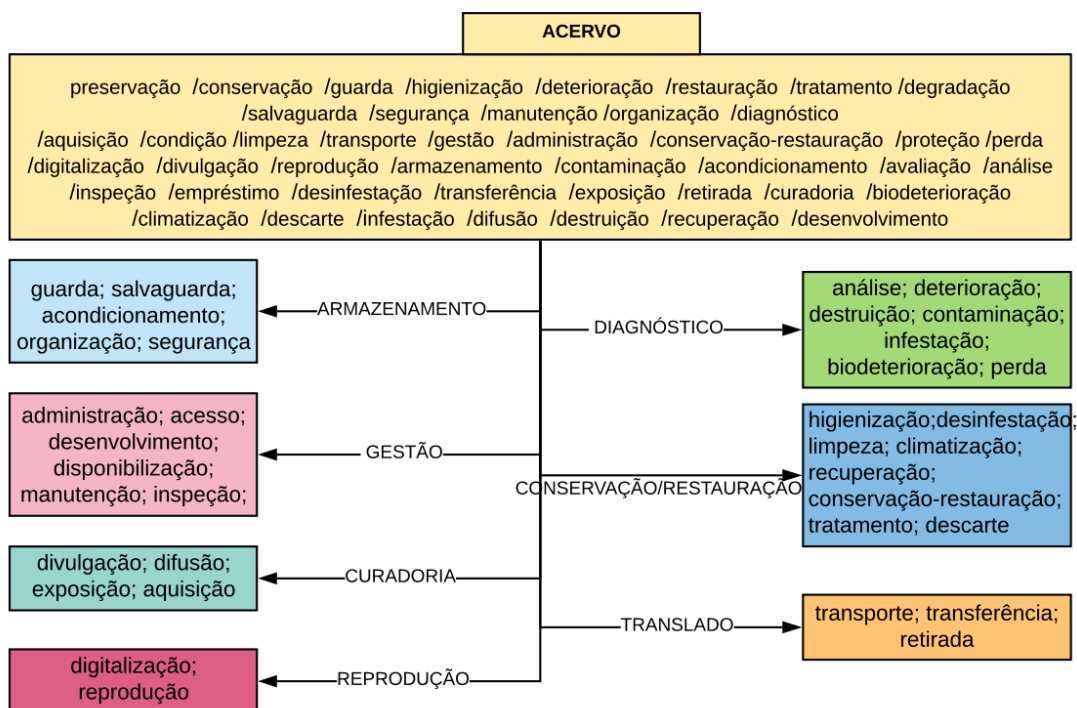 ACERVO
preservação /conservação /guarda /higienização /deterioração /restauração /tratamento /degradação
/salvaguarda /segurança /manutenção /organização /diagnóstico
/aquisição /condição /limpeza /transporte /gestão /administração /conservação-restauração /proteção /perda
/digitalização /divulgação /reprodução /armazenamento /contaminação /acondicionamento /avaliação /análise
/inspeção /empréstimo /desinfestação /transferência /exposição /retirada /curadoria /biodeterioração
/climatização /descarte /infestação /difusão /destruição /recuperação /desenvolvimento
guarda; salvaguarda;
acondicionamento;
organização; segurança
ARMAZENAMENTO
administração; acesso;
desenvolvimento;
disponibilização;
manutenção; inspeção;
GESTÃO
divulgação; difusão;
exposição; aquisição
CURADORIA
digitalização;
reprodução
REPRODUÇÃO
DIAGNÓSTICO
análise; deterioração;
destruição; contaminação;
infestação;
biodeterioração; perda
CONSERVAÇÃO/RESTAURAÇÃO
higienização;desinfestação;
limpeza; climatização;
recuperação;
conservação-restauração;
tratamento; descarte
TRANSLADO
transporte; transferência;
retirada